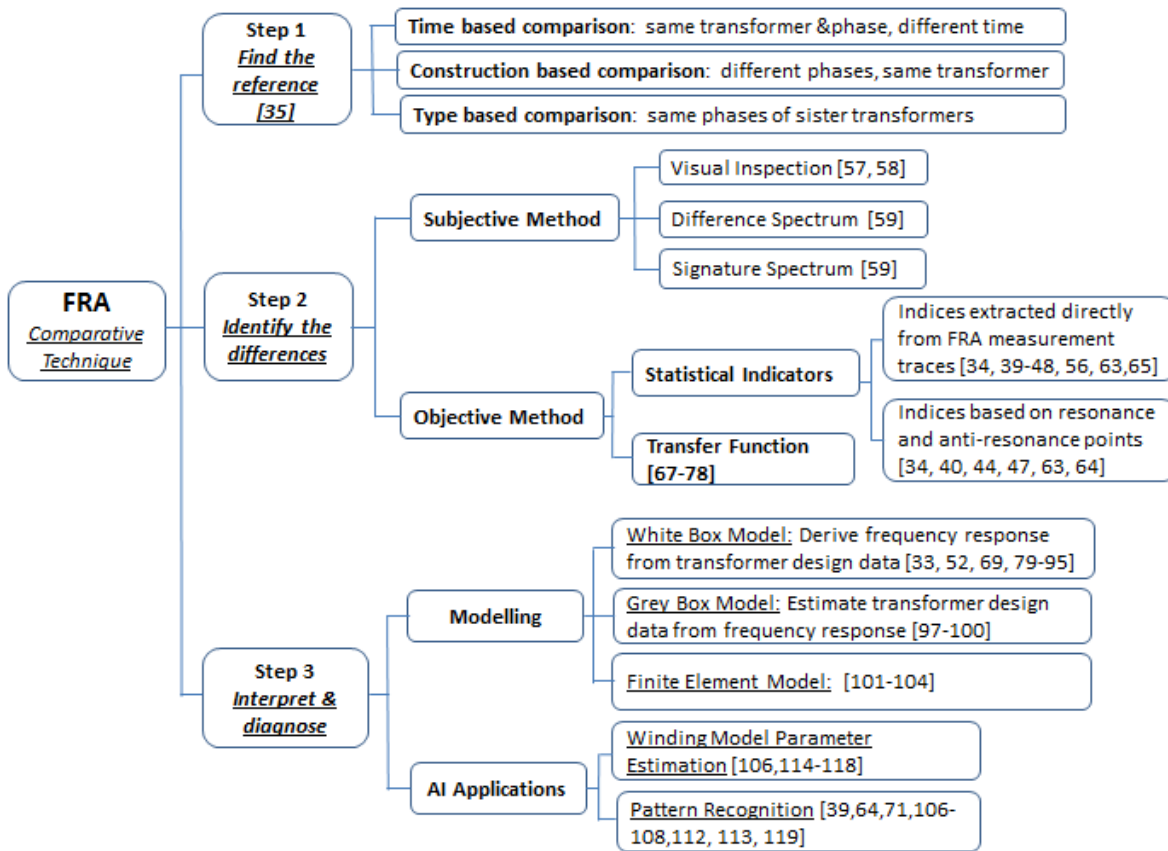 FRA
Comparative
Technique
Step 1
Find the
reference
[35]
Time based comparison: same transformer &phase, different time
Construction based comparison: different phases, same transformer
Type based comparison: same phases of sister transformers
Step 2
Identify the
differences
Subjective Method
Visual Inspection [57, 58]
Difference Spectrum [59]
Signature Spectrum [59]
Objective Method
Statistical Indicators
Indices extracted directly
from FRA measurement
traces [34, 39-48, 56, 63,65]
Indices based on resonance
and anti-resonance points
[34, 40, 44, 47, 63, 64]
Transfer Function
[67-78]
Step 3
Interpret &
diagnose
Modelling
White Box Model: Derive frequency response
from transformer design data [33, 52, 69, 79-95]
Grey Box Model: Estimate transformer design
data from frequency response [97-100]
Finite Element Model: [101-104]
AI Applications
Winding Model Parameter
Estimation [106,114-118]
Pattern Recognition [39,64,71,106-
108,112, 113, 119]